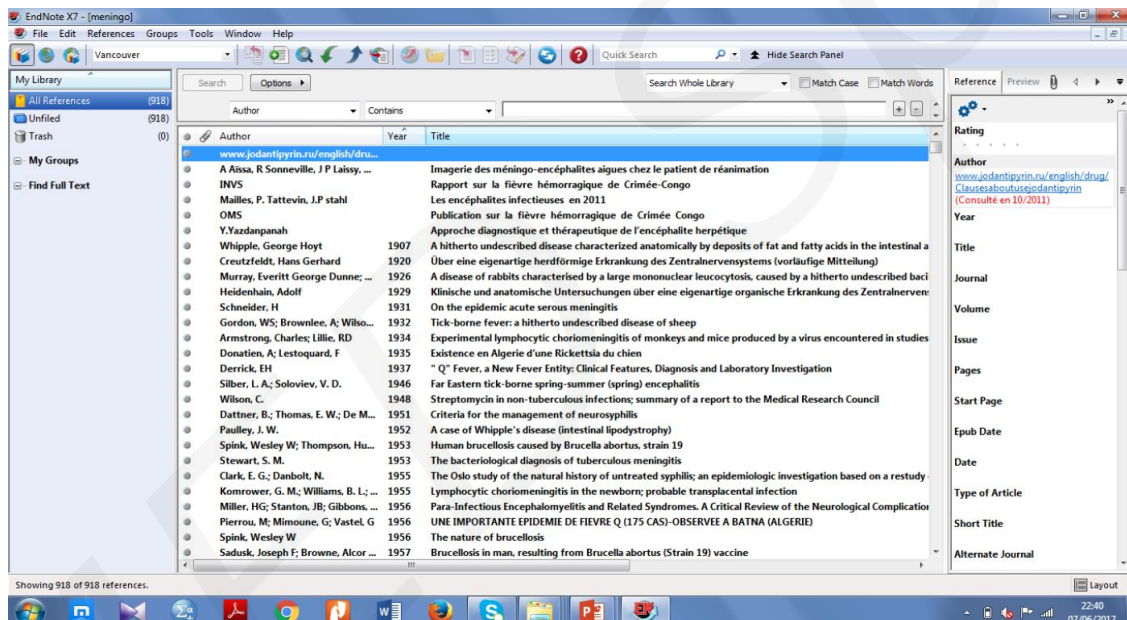 EndNote X7 - [meningo]
File Edit References Groups Tools Window Help
Vancouver Quick Search Hide Search Panel
My Library Search Options Search Whole Library Match Case Match Words Reference Preview
All References (918) Author Contains
Unfiled (918)
Trash (0) Author Year Title
My Groups
Find Full Text
www.jodantipyrin.ru/english/dru...
A Aïssa, R Sonneville, J P Laissy, ... Imagerie des méningo-encéphalites aigues chez le patient de réanimation
INVS Rapport sur la fièvre hémorragique de Crimée-Congo
Mailles, P. Tattevin, J.P stahl Les encéphalites infectieuses en 2011
OMS Publication sur la fièvre hémorragique de Crimée Congo
Y.Yazdanpanah Approche diagnostique et thérapeutique de l'encéphalite herpétique
Whipple, George Hoyt 1907 A hitherto undescribed disease characterized anatomically by deposits of fat and fatty acids in the intestinal a
Creutzfeldt, Hans Gerhard 1920 Über eine eigenartige herdförmige Erkrankung des Zentralnervensystems (vorläufige Mitteilung)
Murray, Everitt George Dunne; ... 1926 A disease of rabbits characterised by a large mononuclear leucocytosis, caused by a hitherto undescribed baci
Heidenhain, Adolf 1929 Klinische und anatomische Untersuchungen über eine eigenartige organische Erkrankung des Zentralnerven
Schneider, H 1931 On the epidemic acute serous meningitis
Gordon, WS; Brownlee, A; Wilso... 1932 Tick-borne fever: a hitherto undescribed disease of sheep
Armstrong, Charles; Lillie, RD 1934 Experimental lymphocytic choriomeningitis of monkeys and mice produced by a virus encountered in studies
Donatien, A; Lestoquard, F 1935 Existence en Algerie d'une Rickettsia du chien
Derrick, EH 1937 " Q" Fever, a New Fever Entity: Clinical Features, Diagnosis and Laboratory Investigation
Silber, L. A.; Soloviev, V. D. 1946 Far Eastern tick-borne spring-summer (spring) encephalitis
Wilson, C. 1948 Streptomycin in non-tuberculous infections; summary of a report to the Medical Research Council
Dattner, B.; Thomas, E. W.; De M... 1951 Criteria for the management of neurosyphilis
Paulley, J. W. 1952 A case of Whipple's disease (intestinal lipodystrophy)
Spink, Wesley W; Thompson, Hu... 1953 Human brucellosis caused by Brucella abortus, strain 19
Stewart, S. M. 1953 The bacteriological diagnosis of tuberculous meningitis
Clark, E. G.; Danbolt, N. 1955 The Oslo study of the natural history of untreated syphilis; an epidemiologic investigation based on a restudy
Komrower, G. M.; Williams, B. L.; ... 1955 Lymphocytic choriomeningitis in the newborn; probable transplacental infection
Miller, HG; Stanton, JB; Gibbons, ... 1956 Para-Infectious Encephalomyelitis and Related Syndromes. A Critical Review of the Neurological Complication
Pierrou, M; Mimoune, G; Vastel, G 1956 UNE IMPORTANTE EPIDEMIE DE FIEVRE Q (175 CAS)-OBSERVEE A BATNA (ALGERIE)
Spink, Wesley W 1956 The nature of brucellosis
Sadusk, Joseph F; Browne, Alcor ... 1957 Brucellosis in man, resulting from Brucella abortus (Strain 19) vaccine
Rating
Author
www.jodantipyrin.ru/english/drug/
Clausesaboutusejodantipyrin
(Consulté en 10/2011)
Year
Title
Journal
Volume
Issue
Pages
Start Page
Epub Date
Date
Type of Article
Short Title
Alternate Journal
Showing 918 of 918 references. Layout
22:40
07/06/2017